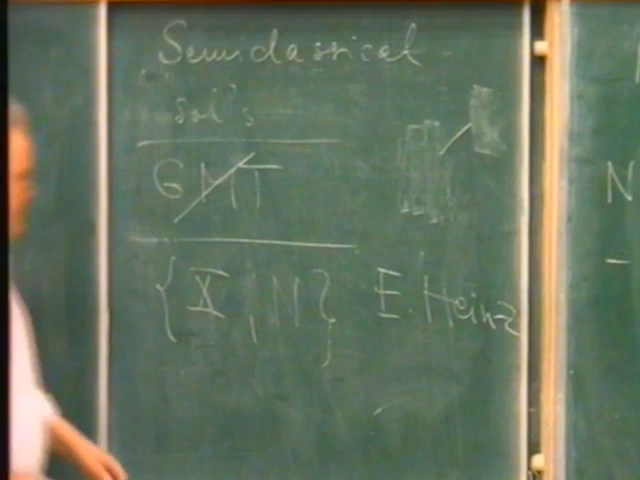 Semiclassical
sol's
GMT
{X, N} E. Heinz
N